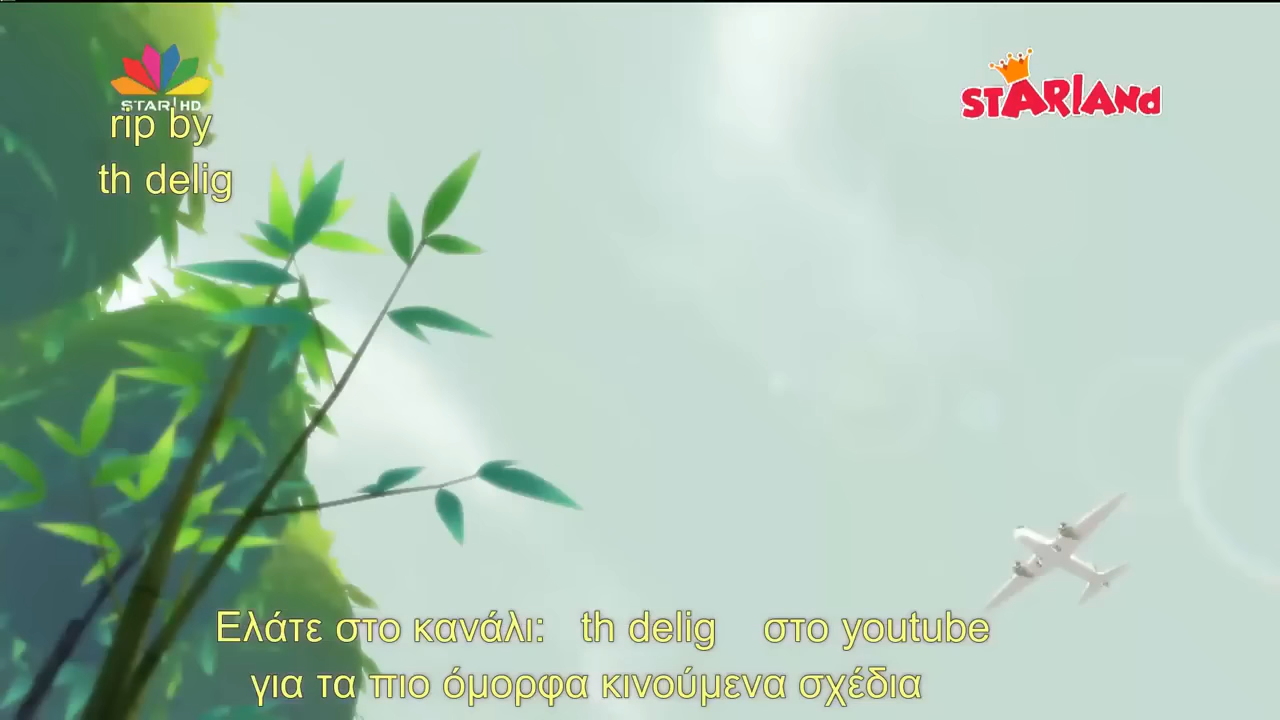 STAR HD
STARLAND
rip by
th delig
Ελάτε στο κανάλι: th delig στο youtube
για τα πιο όμορφα κινούμενα σχέδια